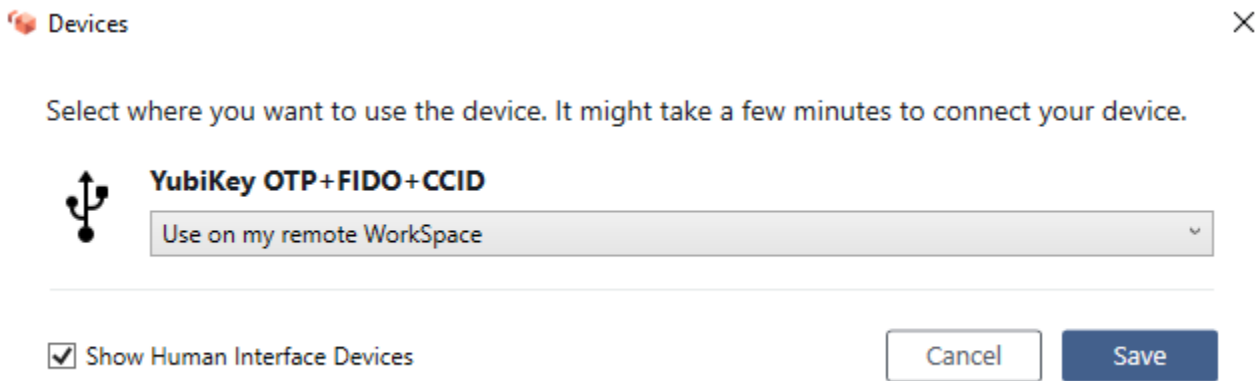 Devices
Select where you want to use the device. It might take a few minutes to connect your device.
YubiKey OTP+FIDO+CCID
Use on my remote WorkSpace
Show Human Interface Devices
Cancel
Save